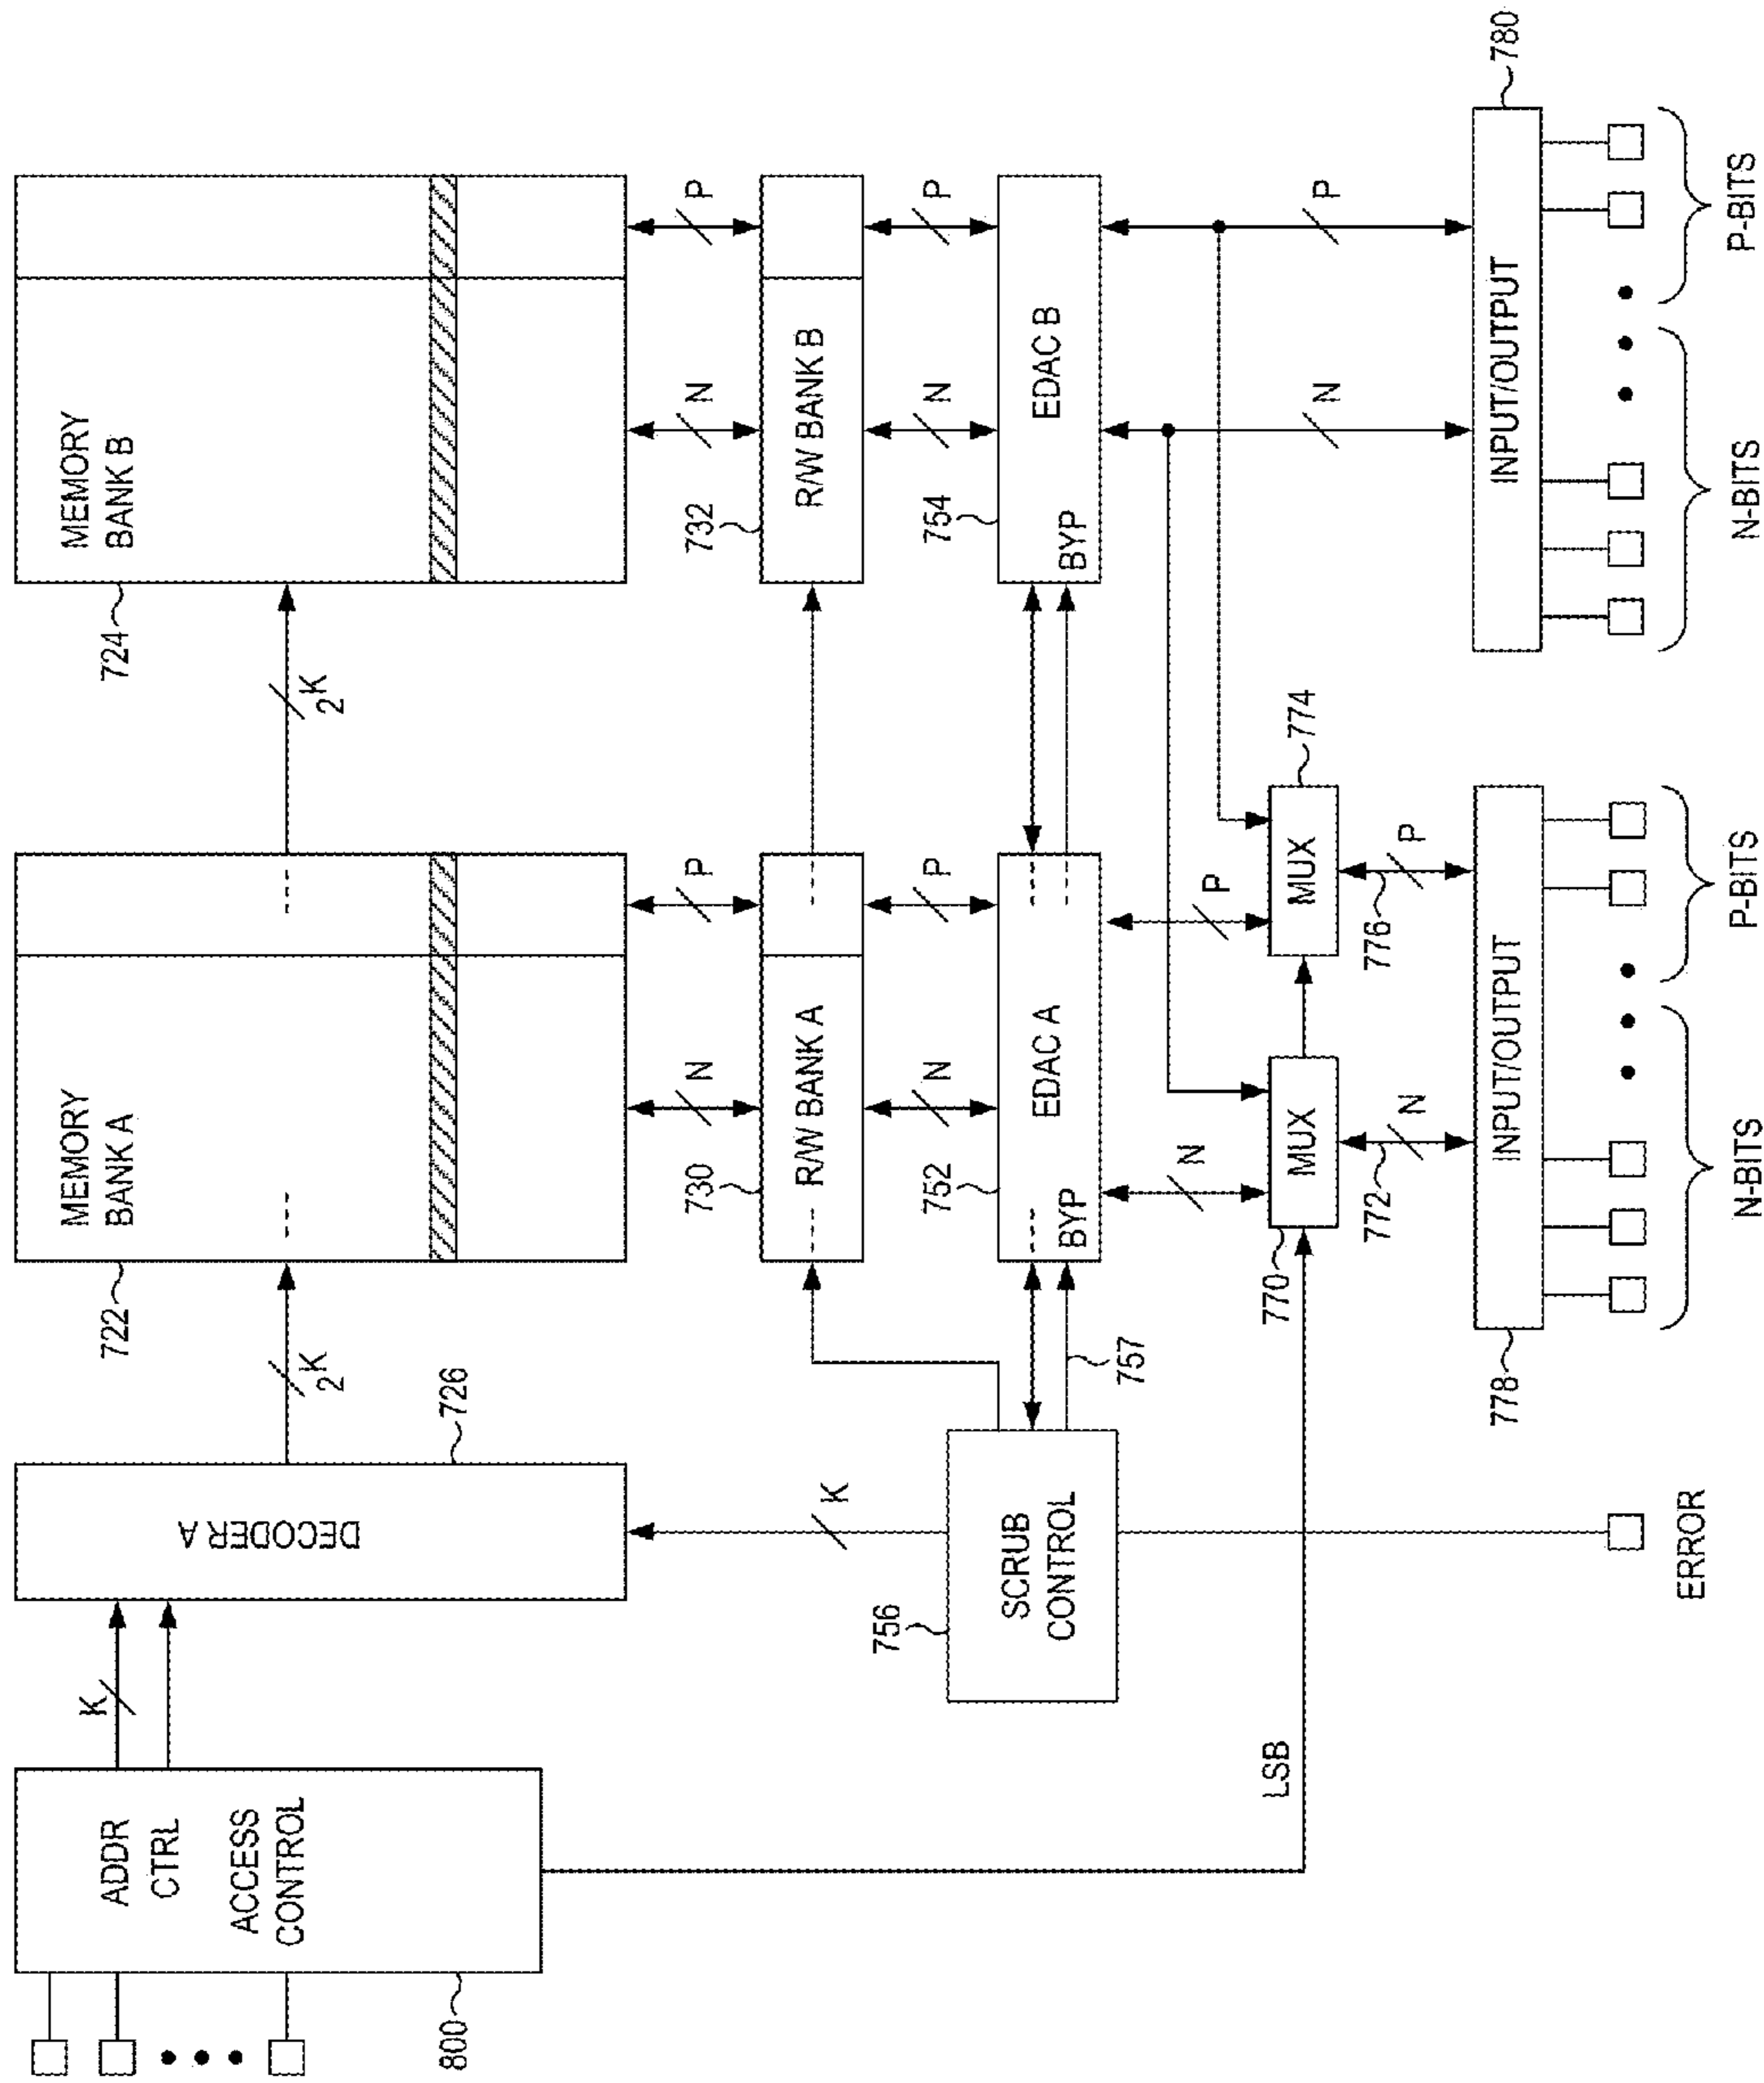 ADDR
CTRL
ACCESS
CONTROL
800
K
DECODER A
726
2K
MEMORY
BANK A
722
2K
MEMORY
BANK B
724
N
P
N
P
R/W BANK A
730
R/W BANK B
732
N
P
N
P
K
SCRUB
CONTROL
756
757
EDAC A
BYP
752
EDAC B
BYP
754
N
P
LSB
MUX
770
MUX
774
772
N
776
P
N
P
INPUT/OUTPUT
778
INPUT/OUTPUT
780
ERROR
N-BITS
P-BITS
N-BITS
P-BITS